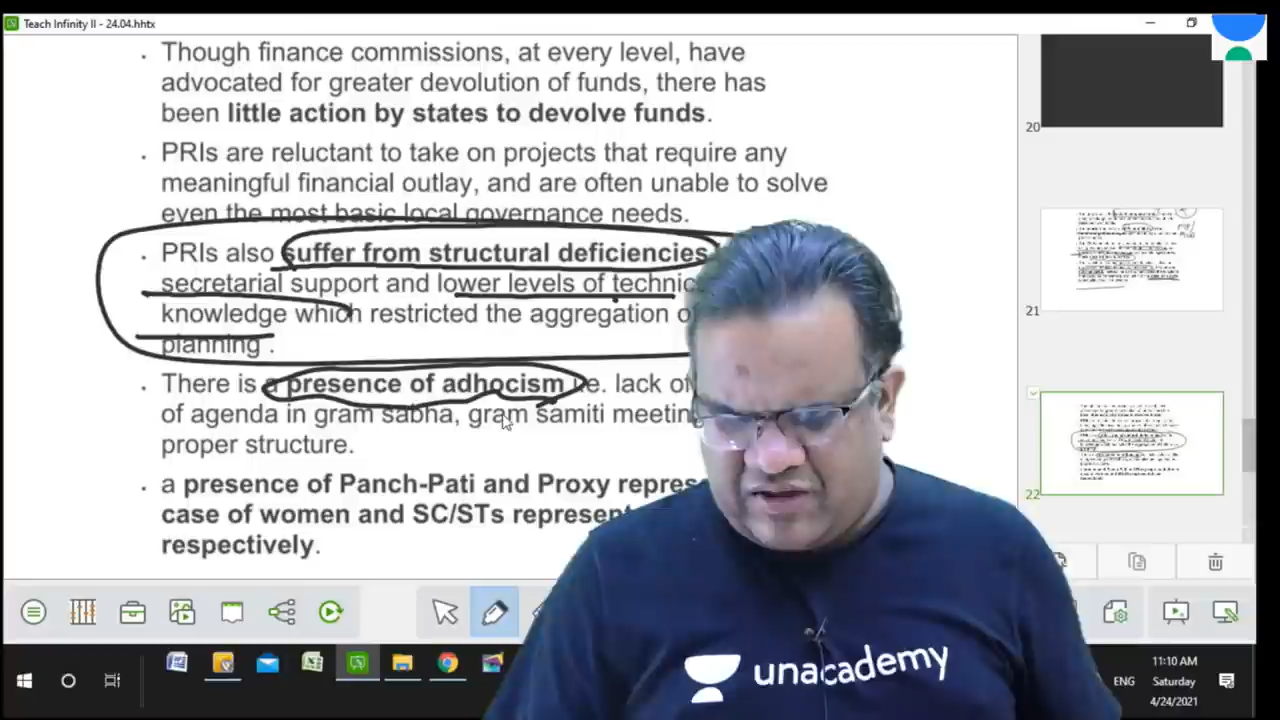 Teach Infinity II - 24.04.hhtx
Though finance commissions, at every level, have
advocated for greater devolution of funds, there has
been little action by states to devolve funds.
PRIs are reluctant to take on projects that require any
meaningful financial outlay, and are often unable to solve
even the most basic local governance needs.
PRIs also suffer from structural deficiencies
secretarial support and lower levels of
knowledge which restricted the aggregation
planning .
There is a presence of adhocism i.e. lack of
of agenda in gram sabha, gram samiti
proper structure.
a presence of Panch-Pati and Proxy
case of women and SC/STs
respectively.
20
21
22
unacademy
ENG
11:10 AM
Saturday
4/24/2021